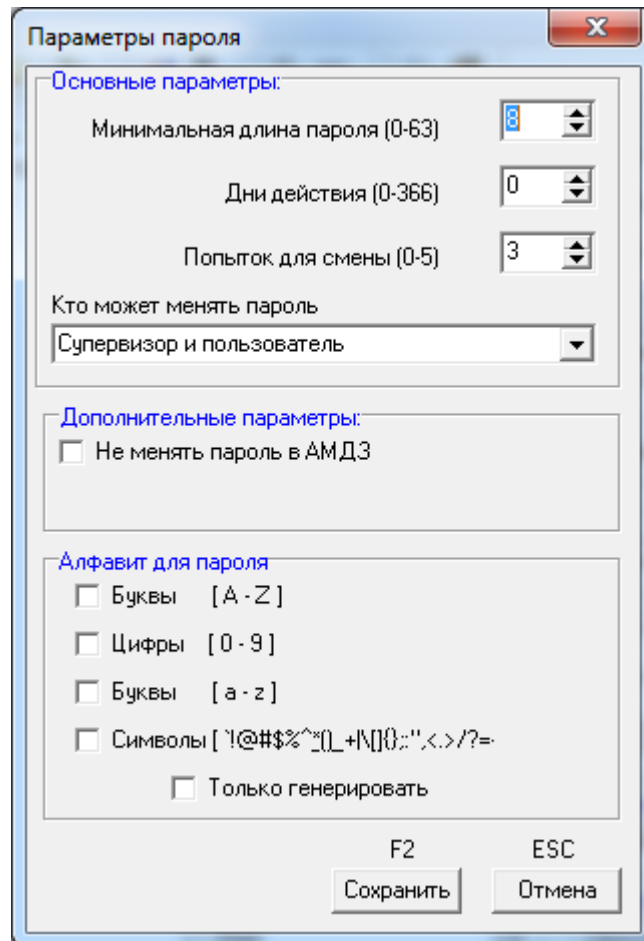 Параметры пароля
Основные параметры:
Минимальная длина пароля (0-63) 8
Дни действия (0-366) 0
Попыток для смены (0-5) 3
Кто может менять пароль
Супервизор и пользователь
Дополнительные параметры:
Не менять пароль в АМДЗ
Алфавит для пароля
Буквы [ A - Z ]
Цифры [ 0 - 9 ]
Буквы [ a - z ]
Символы [ `!@#$%^*()_+|\[]{};:",<.>/?=-
Только генерировать
F2 ESC
Сохранить Отмена